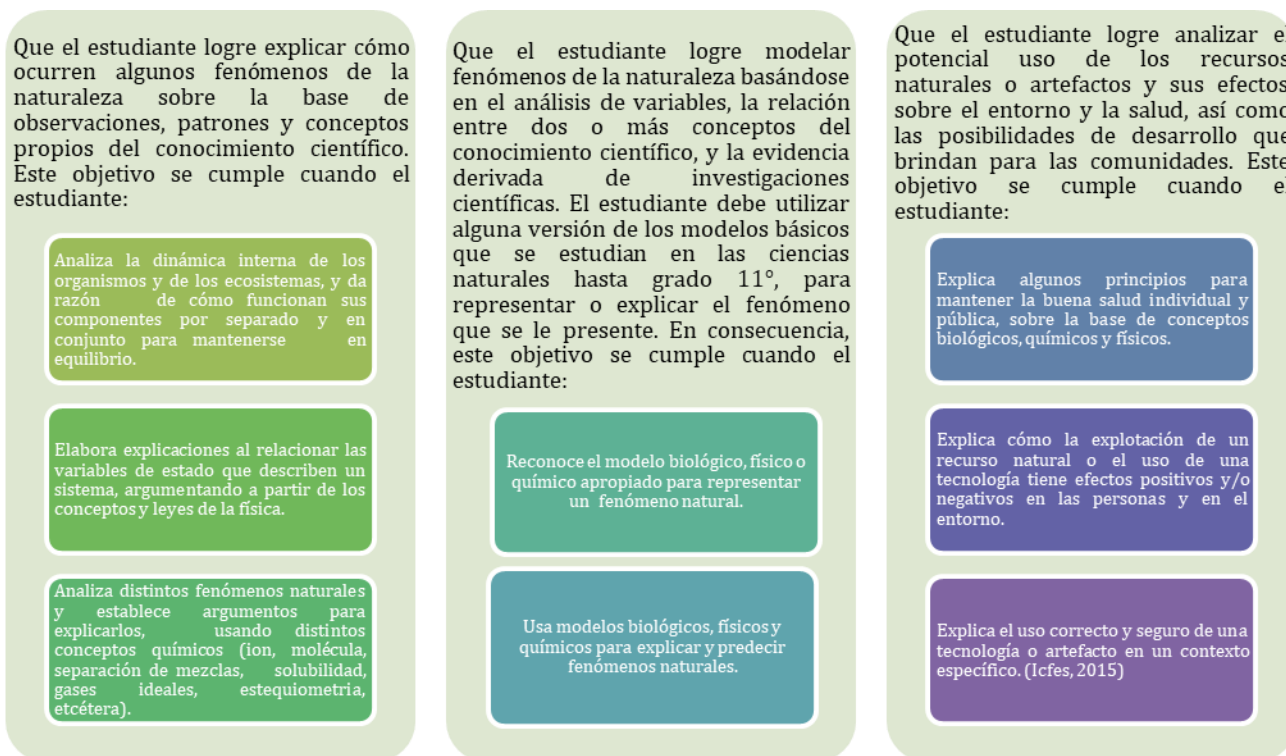 Que el estudiante logre explicar cómo
ocurren algunos fenómenos de la
naturaleza sobre la base de
observaciones, patrones y conceptos
propios del conocimiento científico.
Este objetivo se cumple cuando el
estudiante:
Analiza la dinámica interna de los
organismos y de los ecosistemas, y da
razón de cómo funcionan sus
componentes por separado y en
conjunto para mantenerse en
equilibrio.
Elabora explicaciones al relacionar las
variables de estado que describen un
sistema, argumentando a partir de los
conceptos y leyes de la física.
Analiza distintos fenómenos naturales
y establece argumentos para
explicarlos, usando distintos
conceptos químicos (ion, molécula,
separación de mezclas, solubilidad,
gases ideales, estequiometria,
etcétera).
Que el estudiante logre modelar
fenómenos de la naturaleza basándose
en el análisis de variables, la relación
entre dos o más conceptos del
conocimiento científico, y la evidencia
derivada de investigaciones
científicas. El estudiante debe utilizar
alguna versión de los modelos básicos
que se estudian en las ciencias
naturales hasta grado 11°, para
representar o explicar el fenómeno
que se le presente. En consecuencia,
este objetivo se cumple cuando el
estudiante:
Reconoce el modelo biológico, físico o
químico apropiado para representar
un fenómeno natural.
Usa modelos biológicos, físicos y
químicos para explicar y predecir
fenómenos naturales.
Que el estudiante logre analizar el
potencial uso de los recursos
naturales o artefactos y sus efectos
sobre el entorno y la salud, así como
las posibilidades de desarrollo que
brindan para las comunidades. Este
objetivo se cumple cuando el
estudiante:
Explica algunos principios para
mantener la buena salud individual y
pública, sobre la base de conceptos
biológicos, químicos y físicos.
Explica cómo la explotación de un
recurso natural o el uso de una
tecnología tiene efectos positivos y/o
negativos en las personas y en el
entorno.
Explica el uso correcto y seguro de una
tecnología o artefacto en un contexto
específico. (Icfes, 2015)